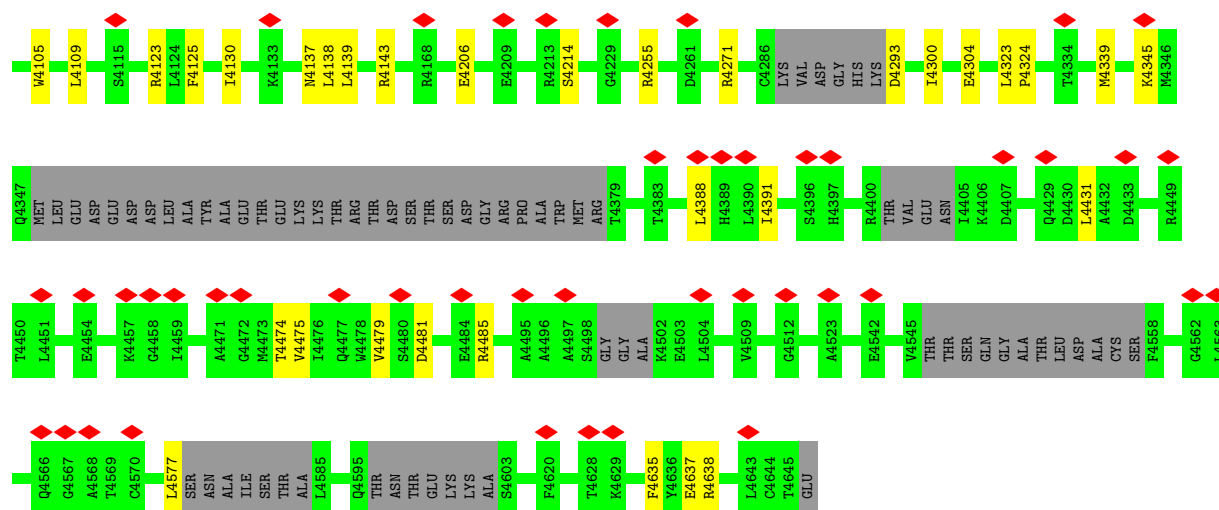 W4105 L4109 S4115 R4123 L4124 F4125 I4130 K4133 N4137 L4138 L4139 R4143 R4168 E4206 E4209 R4213 S4214 G4229 R4255 D4261 R4271 C4286 LYS VAL ASP GLY HIS LYS D4293 I4300 E4304 L4323 P4324 T4334 M4339 K4345 M4346
Q4347 MET LEU GLU ASP GLU ASP ASP LEU ALA TYR ALA GLU THR GLU LYS LYS THR ARG THR ASP SER THR SER ASP GLY ARG PRO ALA TRP MET ARG T4379 T4383 L4388 H4389 L4390 I4391 S4396 H4397 R4400 THR VAL GLU ASN I4405 K4406 D4407 Q4429 D4430 L4431 A4432 D4433 R4449
T4450 L4451 E4454 K4457 G4458 I4459 A4471 G4472 M4473 T4474 V4475 I4476 Q4477 W4478 V4479 S4480 D4481 E4484 R4485 A4495 A4496 A4497 S4498 GLY GLY ALA K4502 E4503 L4504 V4509 G4512 A4523 E4542 V4545 THR THR SER GLN GLY ALA THR LEU ASP ALA CYS SER F4558 G4562 L4563
Q4566 G4567 A4568 T4569 C4570 L4577 SER ASN ALA ILE SER THR ALA L4585 Q4595 THR ASN THR GLU LYS LYS ALA S4603 F4620 T4628 K4629 F4635 Y4636 E4637 R4638 L4643 C4644 T4645 GLU